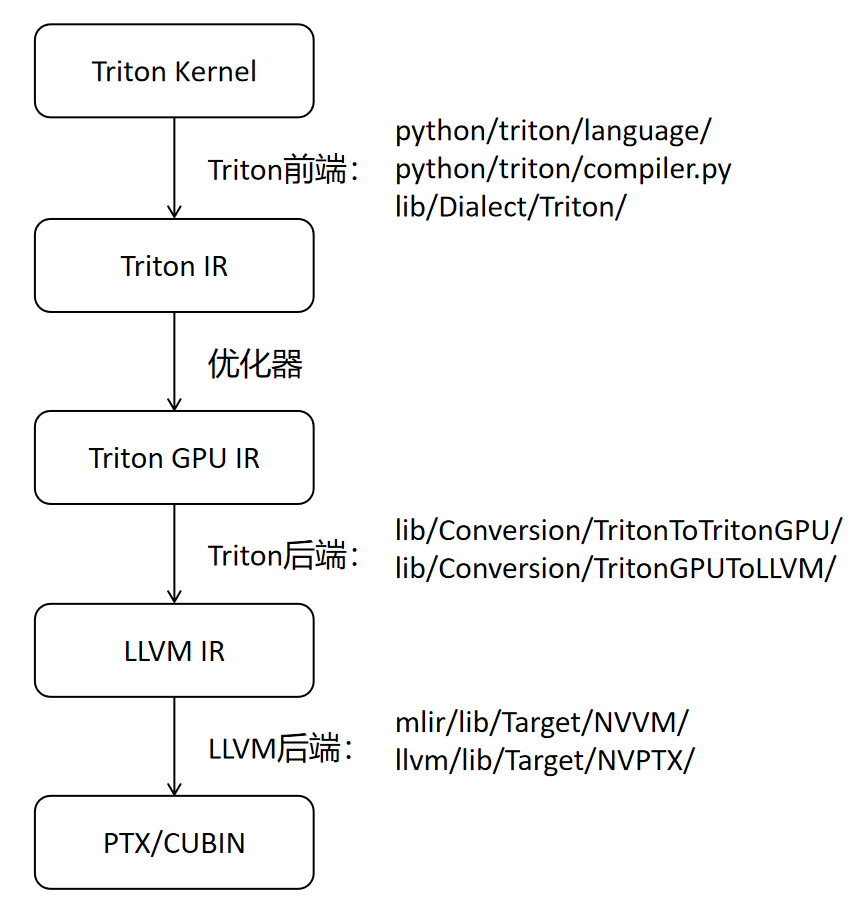 Triton Kernel
python/triton/language/
Triton前端： python/triton/compiler.py
lib/Dialect/Triton/
Triton IR
优化器
Triton GPU IR
lib/Conversion/TritonToTritonGPU/
Triton后端：
lib/Conversion/TritonGPUToLLVM/
LLVM IR
mlir/lib/Target/NVVM/
LLVM后端：
llvm/lib/Target/NVPTX/
PTX/CUBIN